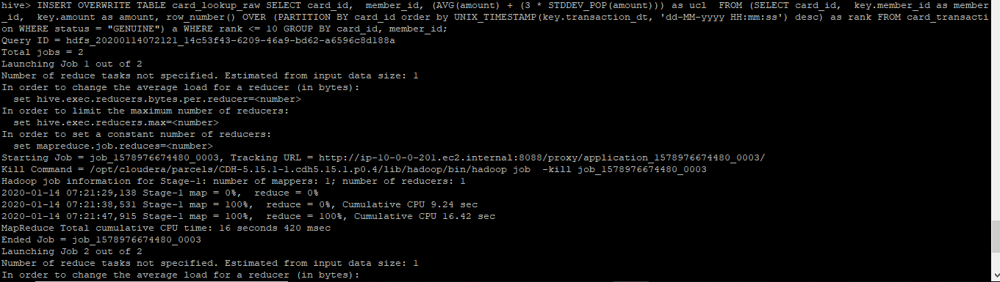 hive> INSERT OVERWRITE TABLE card_lookup_raw SELECT card_id,  member_id, (AVG(amount) + (3 * STDDEV_POP(amount))) as ucl  FROM (SELECT card_id,  key.member_id as member
_id,  key.amount as amount, row_number() OVER (PARTITION BY card_id order by UNIX_TIMESTAMP(key.transaction_dt, 'dd-MM-yyyy HH:mm:ss') desc) as rank FROM card_transacti
on WHERE status = "GENUINE") a WHERE rank <= 10 GROUP BY card_id, member_id;
Query ID = hdfs_20200114072121_14c53f43-6209-46a9-bd62-a6596c8d188a
Total jobs = 2
Launching Job 1 out of 2
Number of reduce tasks not specified. Estimated from input data size: 1
In order to change the average load for a reducer (in bytes):
  set hive.exec.reducers.bytes.per.reducer=<number>
In order to limit the maximum number of reducers:
  set hive.exec.reducers.max=<number>
In order to set a constant number of reducers:
  set mapreduce.job.reduces=<number>
Starting Job = job_1578976674480_0003, Tracking URL = http://ip-10-0-0-201.ec2.internal:8088/proxy/application_1578976674480_0003/
Kill Command = /opt/cloudera/parcels/CDH-5.15.1-1.cdh5.15.1.p0.4/lib/hadoop/bin/hadoop job  -kill job_1578976674480_0003
Hadoop job information for Stage-1: number of mappers: 1; number of reducers: 1
2020-01-14 07:21:29,138 Stage-1 map = 0%,  reduce = 0%
2020-01-14 07:21:38,531 Stage-1 map = 100%,  reduce = 0%, Cumulative CPU 9.24 sec
2020-01-14 07:21:47,915 Stage-1 map = 100%,  reduce = 100%, Cumulative CPU 16.42 sec
MapReduce Total cumulative CPU time: 16 seconds 420 msec
Ended Job = job_1578976674480_0003
Launching Job 2 out of 2
Number of reduce tasks not specified. Estimated from input data size: 1
In order to change the average load for a reducer (in bytes):